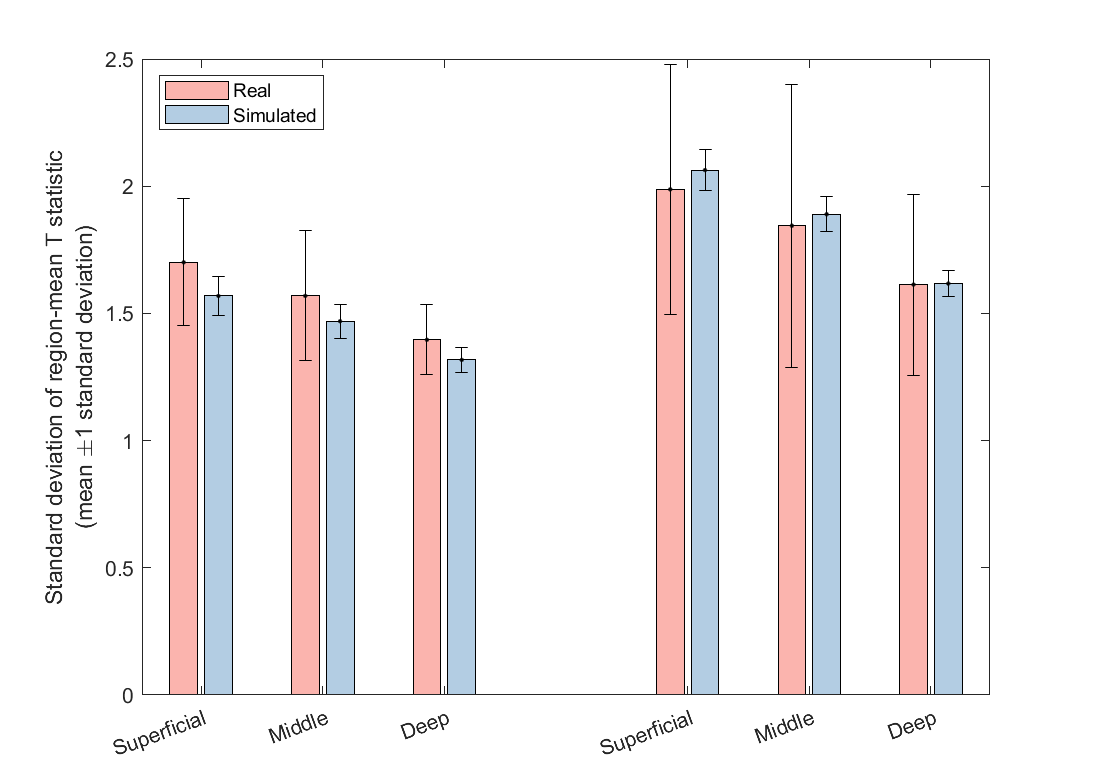 Real
Simulated
Standard deviation of region-mean T statistic
(mean ±1 standard deviation)
2.5
2
1.5
1
0.5
0
Superficial
Middle
Deep
Superficial
Middle
Deep